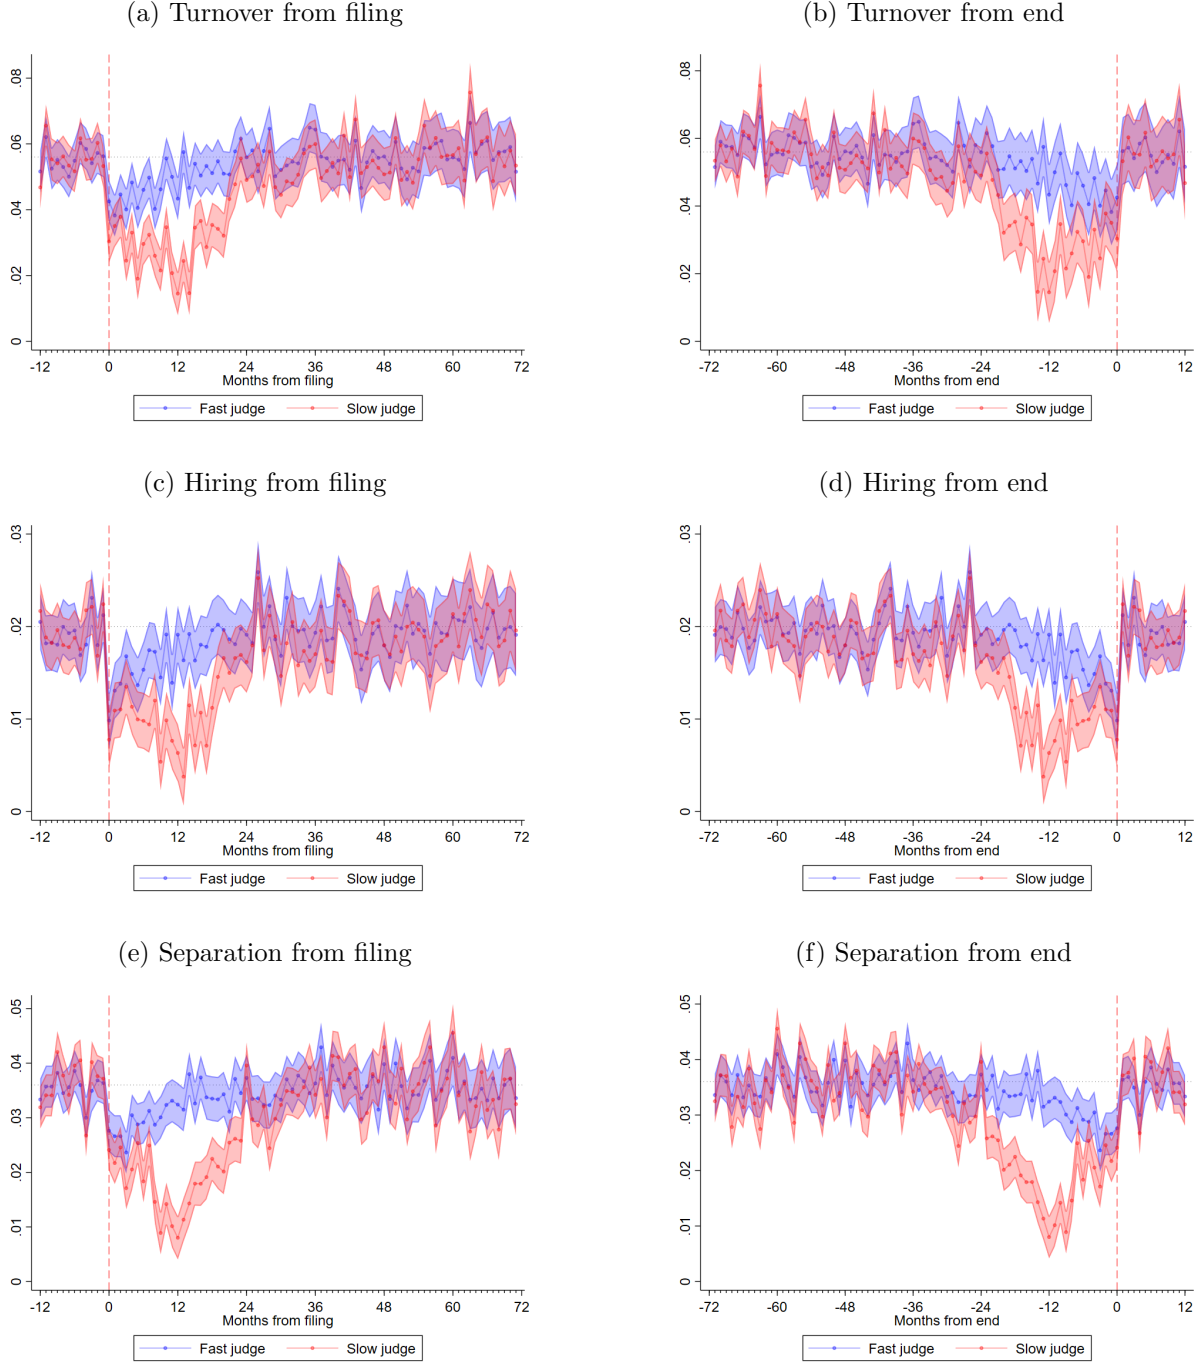 (a) Turnover from filing
.08
.06
.04
.02
0
-12 0 12 24 36 48 60 72
Months from filing
Fast judge Slow judge
(b) Turnover from end
.08
.06
.04
.02
0
-72 -60 -48 -36 -24 -12 0 12
Months from end
Fast judge Slow judge
(c) Hiring from filing
.03
.02
.01
0
-12 0 12 24 36 48 60 72
Months from filing
Fast judge Slow judge
(d) Hiring from end
.03
.02
.01
0
-72 -60 -48 -36 -24 -12 0 12
Months from end
Fast judge Slow judge
(e) Separation from filing
.05
.04
.03
.02
.01
0
-12 0 12 24 36 48 60 72
Months from filing
Fast judge Slow judge
(f) Separation from end
.05
.04
.03
.02
.01
0
-72 -60 -48 -36 -24 -12 0 12
Months from end
Fast judge Slow judge